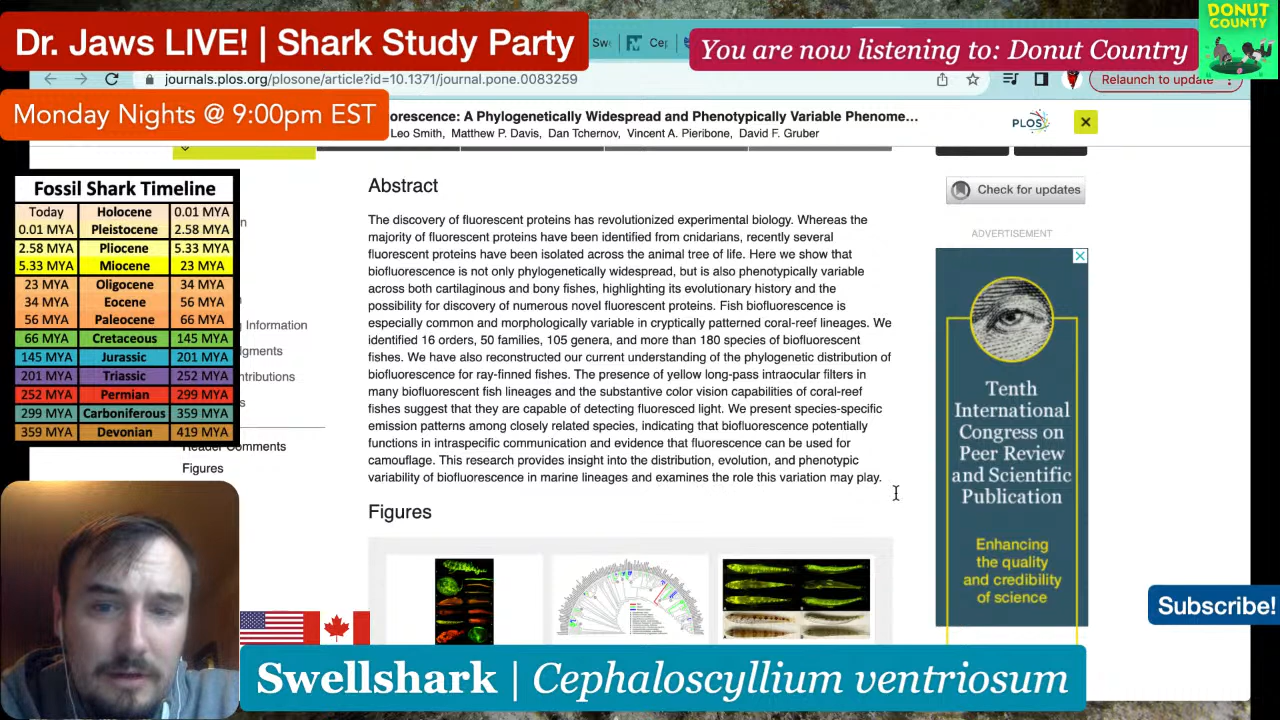 Dr. Jaws LIVE! | Shark Study Party
You are now listening to: Donut Country
DONUT
COUNTY
journals.plos.org/plosone/article?id=10.1371/journal.pone.0083259
Relaunch to update
Monday Nights @ 9:00pm EST
orescence: A Phylogenetically Widespread and Phenotypically Variable Phenome...
Leo Smith, Matthew P. Davis, Dan Tchernov, Vincent A. Pieribone, David F. Gruber
PLOS
Fossil Shark Timeline
Today Holocene 0.01 MYA
0.01 MYA Pleistocene 2.58 MYA
2.58 MYA Pliocene 5.33 MYA
5.33 MYA Miocene 23 MYA
23 MYA Oligocene 34 MYA
34 MYA Eocene 56 MYA
56 MYA Paleocene 66 MYA
66 MYA Cretaceous 145 MYA
145 MYA Jurassic 201 MYA
201 MYA Triassic 252 MYA
252 MYA Permian 299 MYA
299 MYA Carboniferous 359 MYA
359 MYA Devonian 419 MYA
ng Information
dgments
ontributions
Reader Comments
Figures
Abstract
The discovery of fluorescent proteins has revolutionized experimental biology. Whereas the
majority of fluorescent proteins have been identified from cnidarians, recently several
fluorescent proteins have been isolated across the animal tree of life. Here we show that
biofluorescence is not only phylogenetically widespread, but is also phenotypically variable
across both cartilaginous and bony fishes, highlighting its evolutionary history and the
possibility for discovery of numerous novel fluorescent proteins. Fish biofluorescence is
especially common and morphologically variable in cryptically patterned coral-reef lineages. We
identified 16 orders, 50 families, 105 genera, and more than 180 species of biofluorescent
fishes. We have also reconstructed our current understanding of the phylogenetic distribution of
biofluorescence for ray-finned fishes. The presence of yellow long-pass intraocular filters in
many biofluorescent fish lineages and the substantive color vision capabilities of coral-reef
fishes suggest that they are capable of detecting fluoresced light. We present species-specific
emission patterns among closely related species, indicating that biofluorescence potentially
functions in intraspecific communication and evidence that fluorescence can be used for
camouflage. This research provides insight into the distribution, evolution, and phenotypic
variability of biofluorescence in marine lineages and examines the role this variation may play.
Figures
Check for updates
ADVERTISEMENT
Tenth
International
Congress on
Peer Review
and Scientific
Publication
Enhancing
the quality
and credibility
of science
Subscribe!
Swellshark | Cephaloscyllium ventriosum